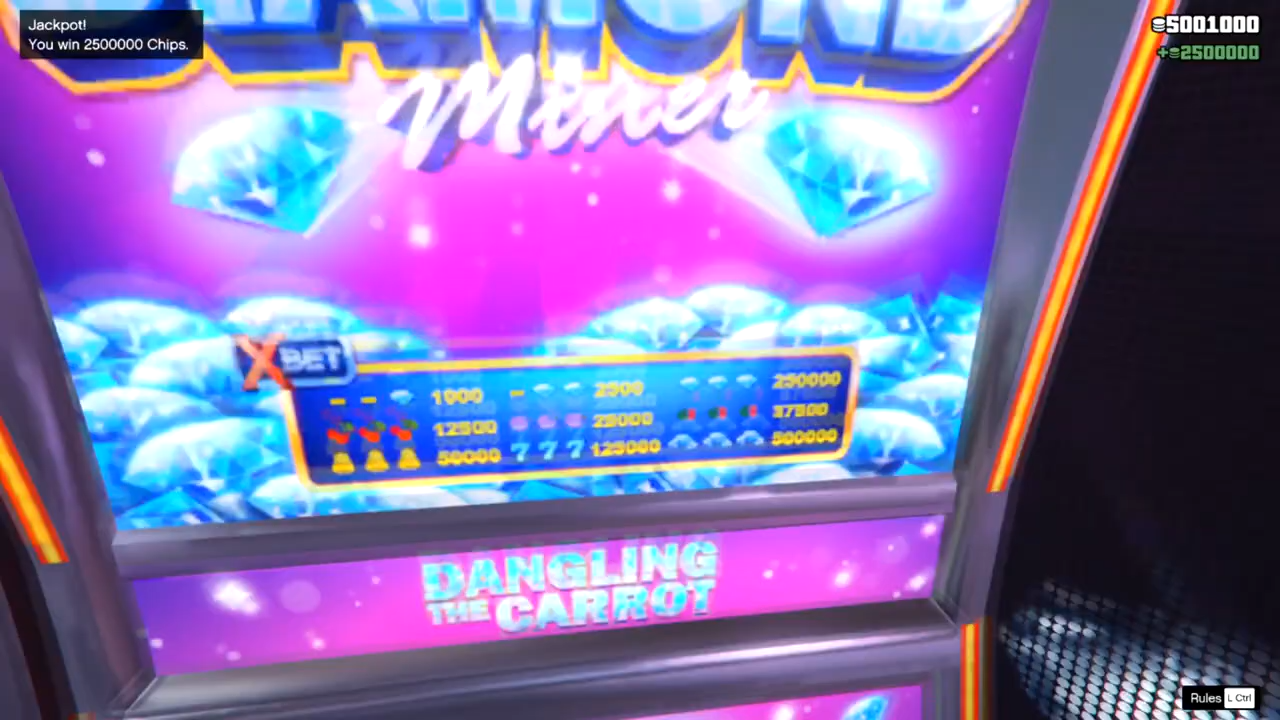 Jackpot!
You win 2500000 Chips.
5001000
+2500000
DIAMOND
Miner
X BET
1000 2500 250000
12500 25000 37500
50000 7 7 7 125000 500000
DANGLING
THE CARROT
Rules L Ctrl